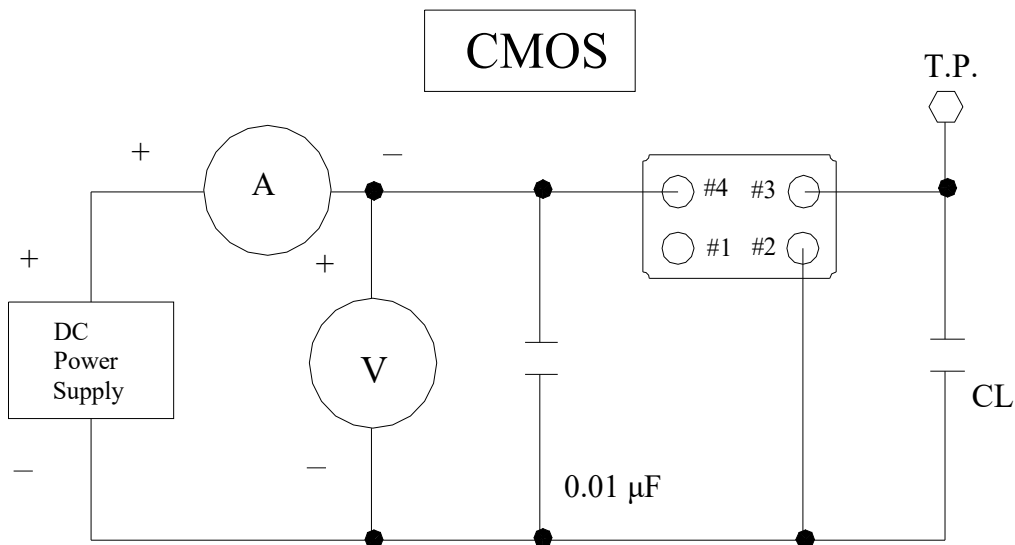 CMOS
T.P.
+
–
A
#4
#3
#1
#2
+
+
DC
Power
Supply
V
CL
–
–
0.01 μF